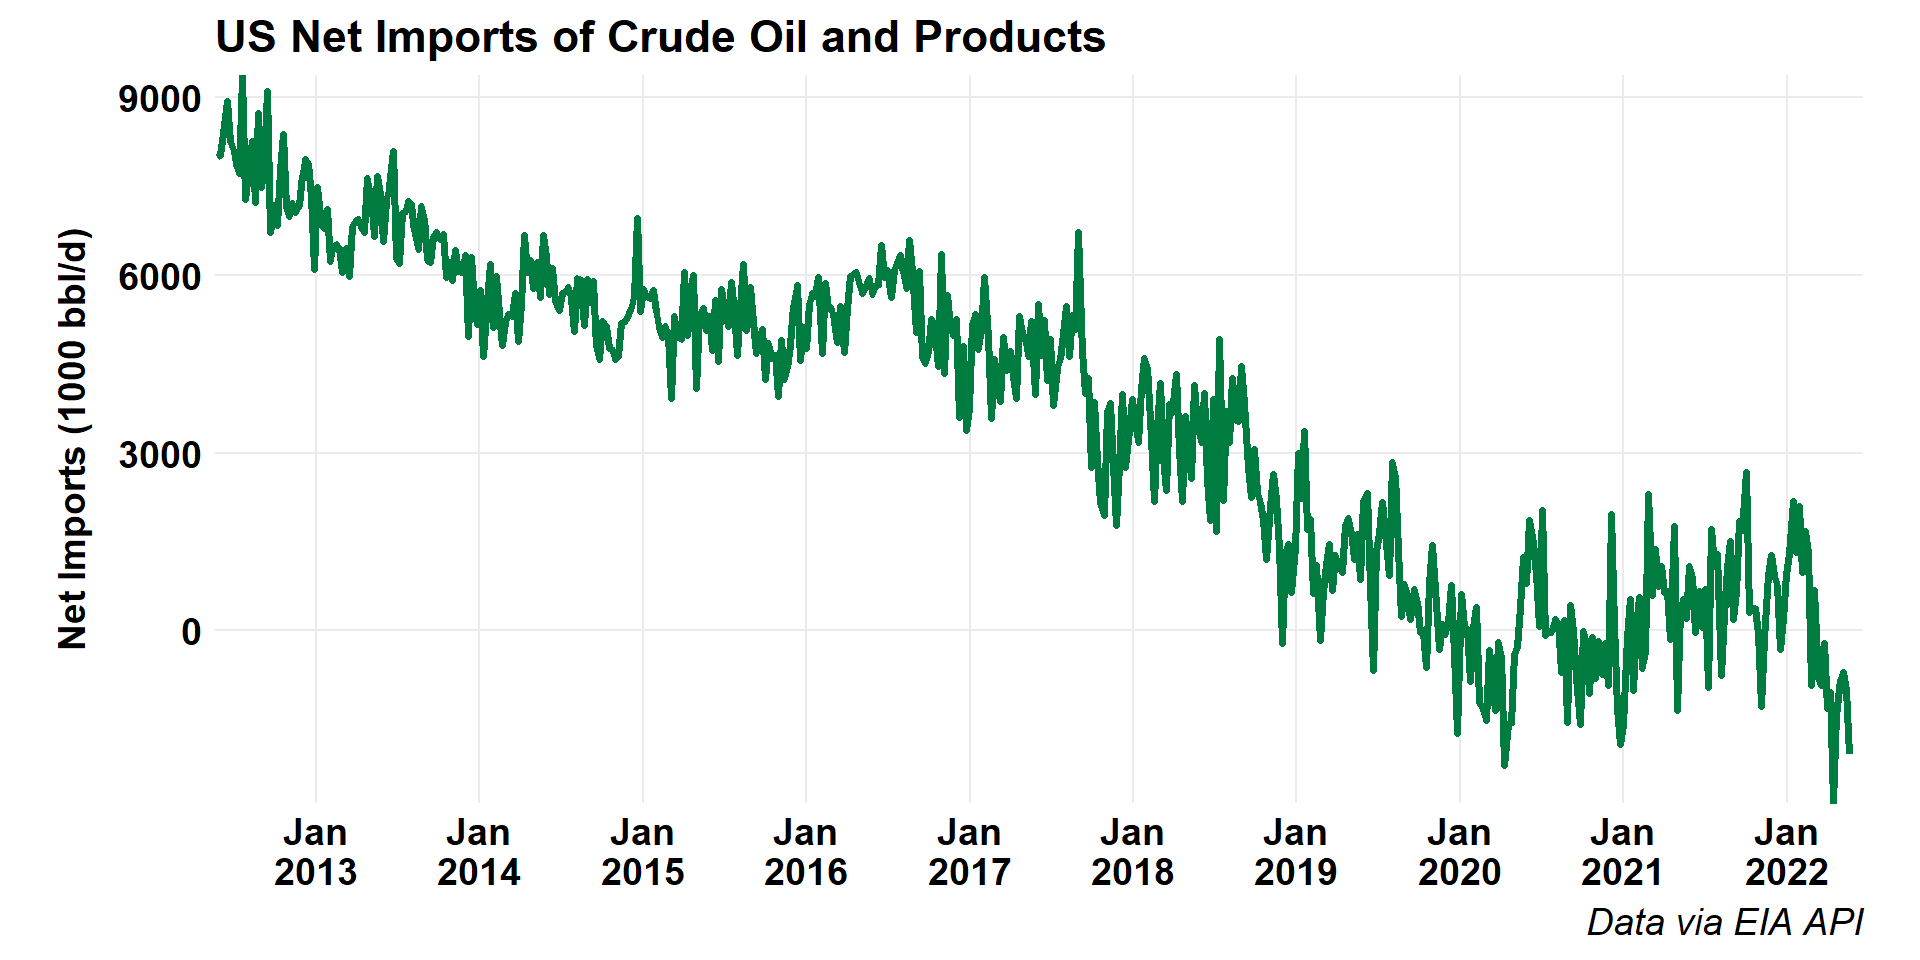 US Net Imports of Crude Oil and Products
Net Imports (1000 bbl/d)
9000
6000
3000
0
Jan Jan Jan Jan Jan Jan Jan Jan Jan Jan
2013 2014 2015 2016 2017 2018 2019 2020 2021 2022
Data via EIA API